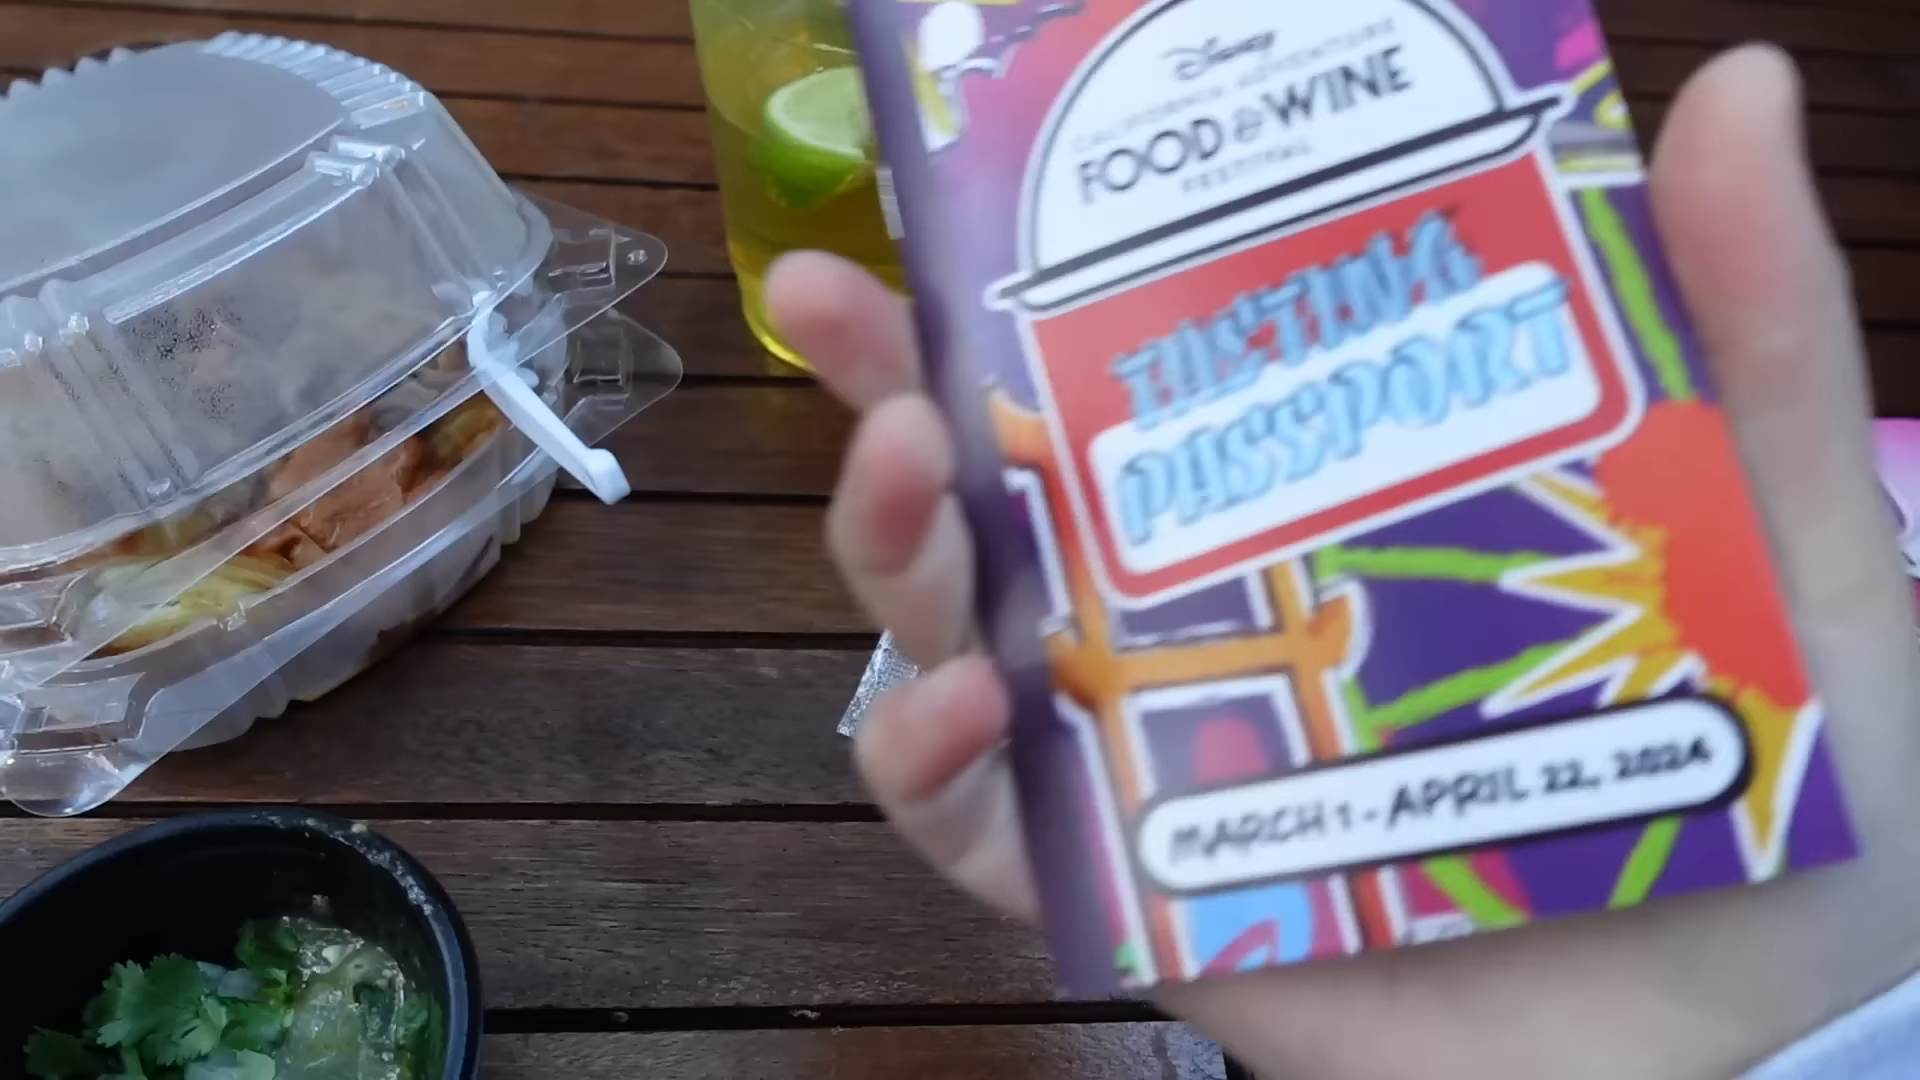 Disney
CALIFORNIA ADVENTURE
FOOD & WINE
FESTIVAL
TASTING
PASSPORT
MARCH 1 - APRIL 22, 2024